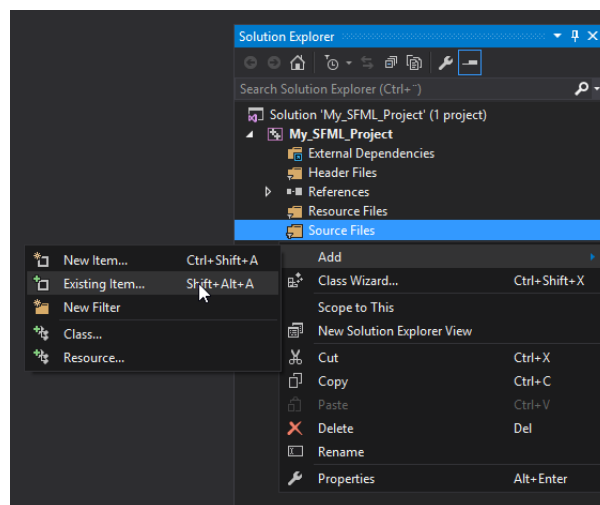 Solution Explorer
Search Solution Explorer (Ctrl+¨)
Solution 'My_SFML_Project' (1 project)
My_SFML_Project
External Dependencies
Header Files
References
Resource Files
Source Files
Add
New Item... Ctrl+Shift+A
Existing Item... Shift+Alt+A
New Filter
Class...
Resource...
Class Wizard... Ctrl+Shift+X
Scope to This
New Solution Explorer View
Cut Ctrl+X
Copy Ctrl+C
Paste Ctrl+V
Delete Del
Rename
Properties Alt+Enter